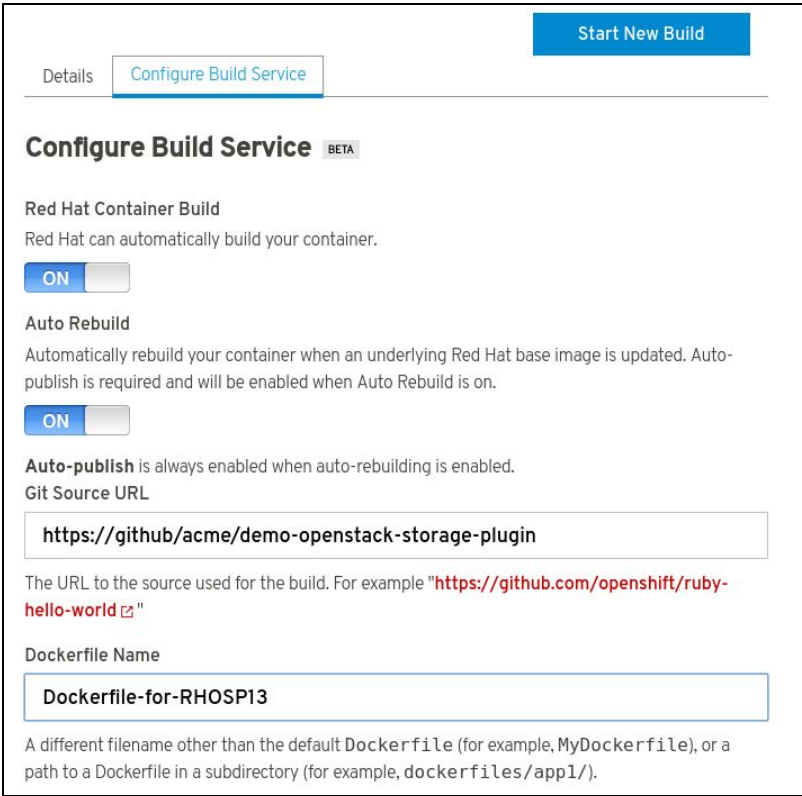 Start New Build
Details
Configure Build Service
Configure Build Service BETA
Red Hat Container Build
Red Hat can automatically build your container.
ON
Auto Rebuild
Automatically rebuild your container when an underlying Red Hat base image is updated. Auto-
publish is required and will be enabled when Auto Rebuild is on.
ON
Auto-publish is always enabled when auto-rebuilding is enabled.
Git Source URL
https://github/acme/demo-openstack-storage-plugin
The URL to the source used for the build. For example "https://github.com/openshift/ruby-
hello-world "
Dockerfile Name
Dockerfile-for-RHOSP13
A different filename other than the default Dockerfile (for example, MyDockerfile), or a
path to a Dockerfile in a subdirectory (for example, dockerfiles/app1/).